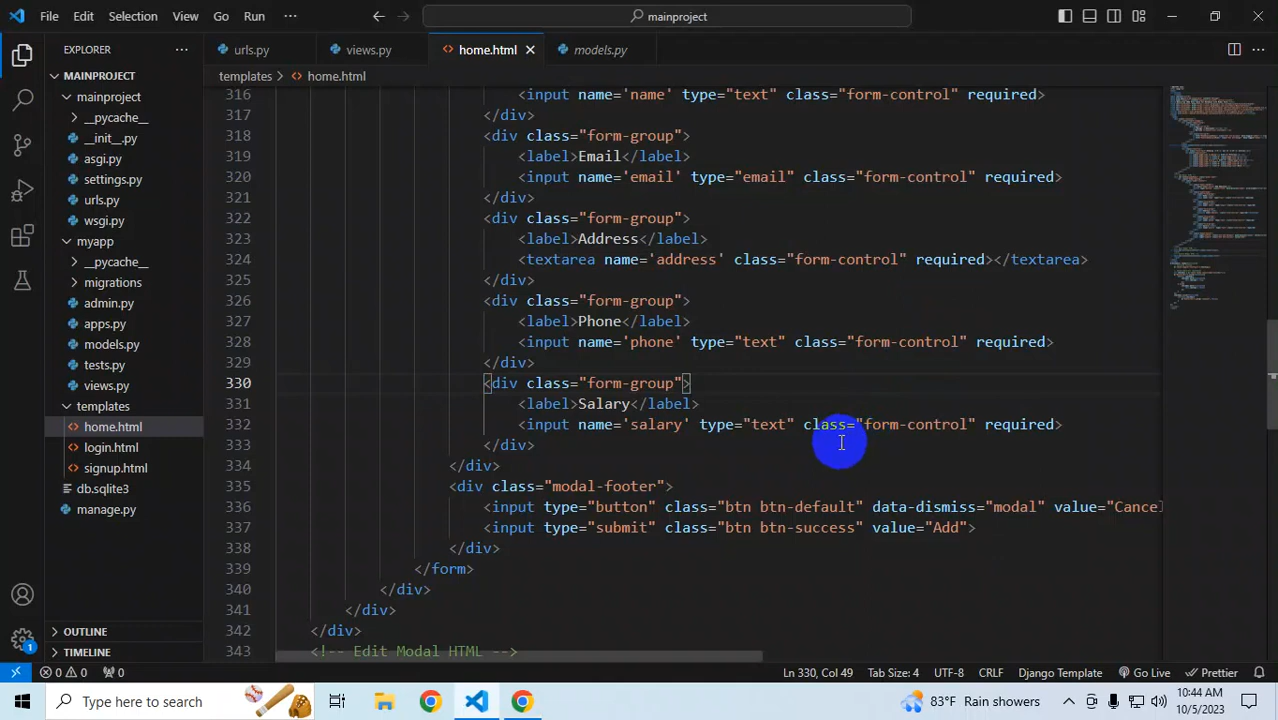 File Edit Selection View Go Run ··· mainproject
EXPLORER ··· urls.py views.py home.html models.py
MAINPROJECT templates > home.html
mainproject
__pycache__
__init__.py
asgi.py
settings.py
urls.py
wsgi.py
myapp
__pycache__
migrations
admin.py
apps.py
models.py
tests.py
views.py
templates
home.html
login.html
signup.html
db.sqlite3
manage.py
OUTLINE
TIMELINE
316 <input name='name' type="text" class="form-control" required>
317 </div>
318 <div class="form-group">
319 <label>Email</label>
320 <input name='email' type="email" class="form-control" required>
321 </div>
322 <div class="form-group">
323 <label>Address</label>
324 <textarea name='address' class="form-control" required></textarea>
325 </div>
326 <div class="form-group">
327 <label>Phone</label>
328 <input name='phone' type="text" class="form-control" required>
329 </div>
330 <div class="form-group">
331 <label>Salary</label>
332 <input name='salary' type="text" class="form-control" required>
333 </div>
334 </div>
335 <div class="modal-footer">
336 <input type="button" class="btn btn-default" data-dismiss="modal" value="Cancel
337 <input type="submit" class="btn btn-success" value="Add">
338 </div>
339 </form>
340 </div>
341 </div>
342 </div>
343 <!-- Edit Modal HTML -->
0 0 0 Ln 330, Col 49 Tab Size: 4 UTF-8 CRLF Django Template Go Live Prettier
1
Type here to search 83°F Rain showers 10:44 AM
10/5/2023